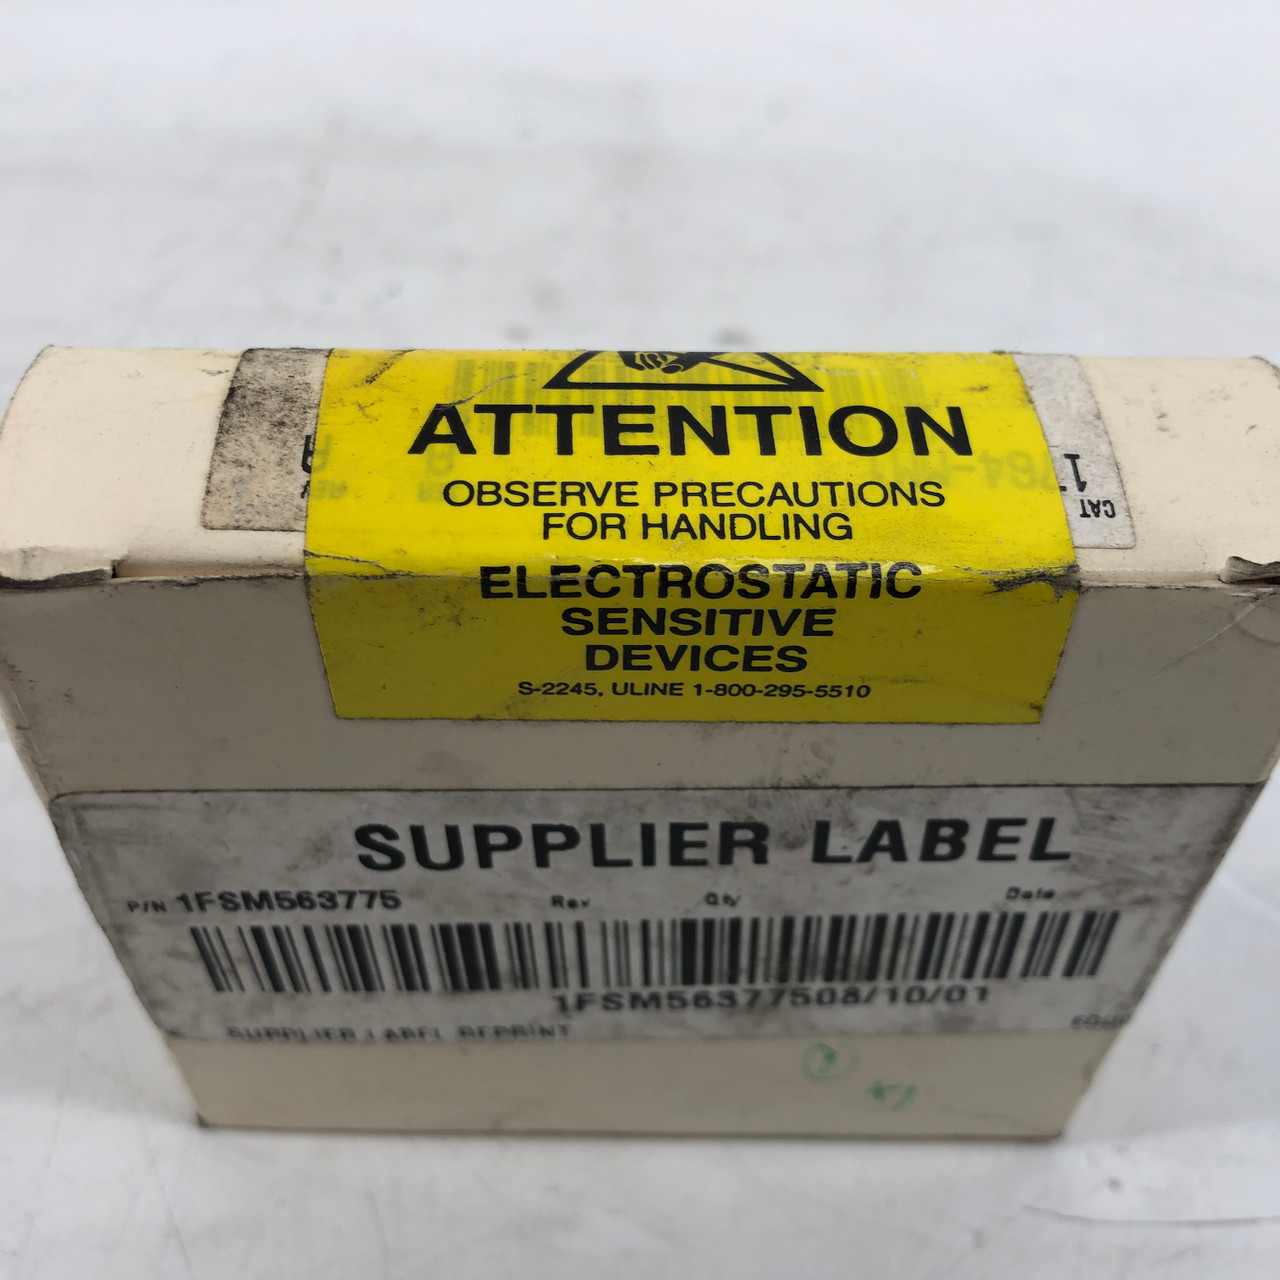 ATTENTION
OBSERVE PRECAUTIONS
FOR HANDLING
ELECTROSTATIC
SENSITIVE
DEVICES
S-2245, ULINE 1-800-295-5510
CAT
SUPPLIER LABEL
P/N 1FSM563775 Rev Qty Date
1FSM56377508/10/01
SUPPLIER LABEL REPRINT